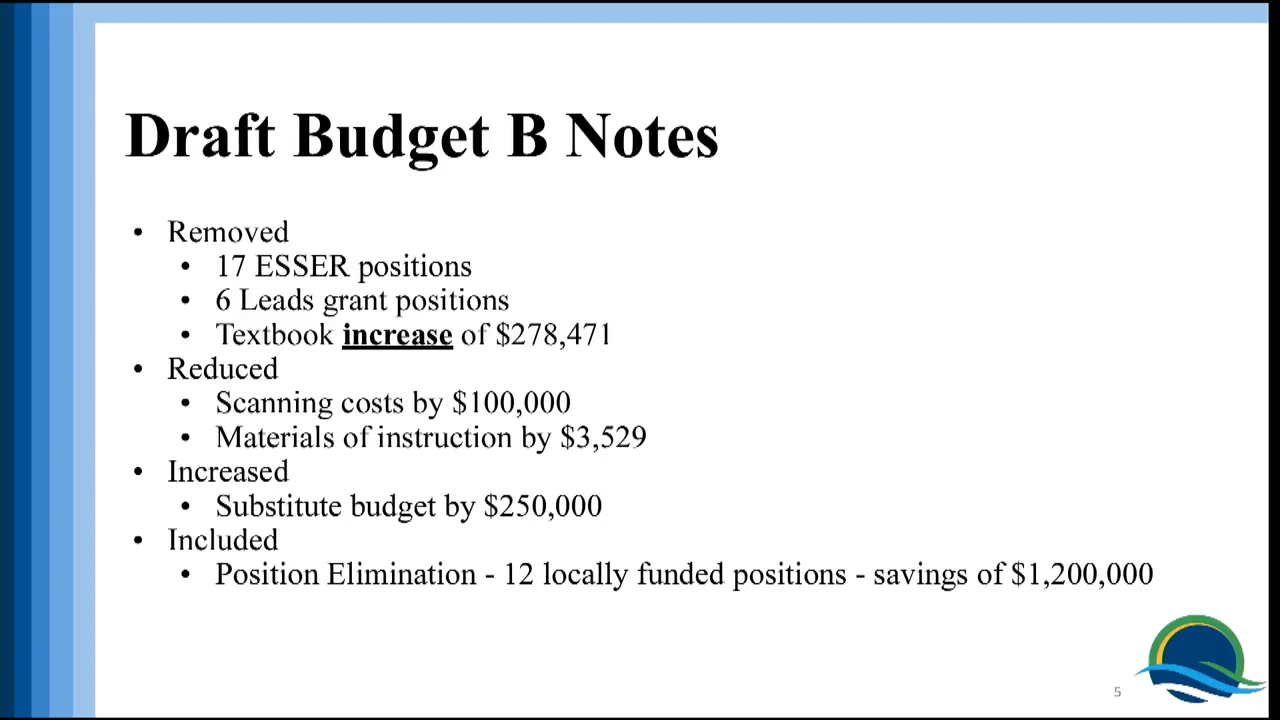 Draft Budget B Notes
• Removed
• 17 ESSER positions
• 6 Leads grant positions
• Textbook increase of $278,471
• Reduced
• Scanning costs by $100,000
• Materials of instruction by $3,529
• Increased
• Substitute budget by $250,000
• Included
• Position Elimination - 12 locally funded positions - savings of $1,200,000
5